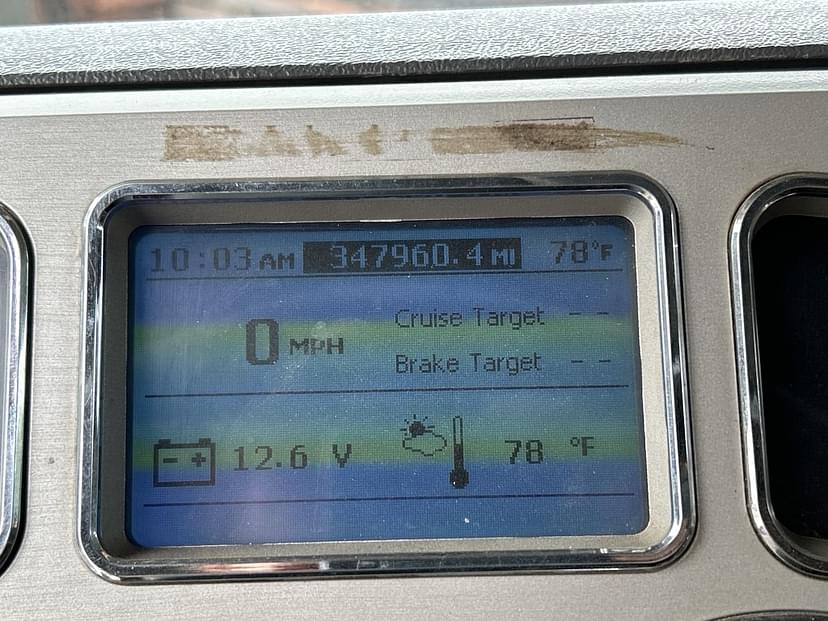 10:03 AM 347960.4 MI 78°F
0 MPH
Cruise Target --
Brake Target --
12.6 V 78 °F